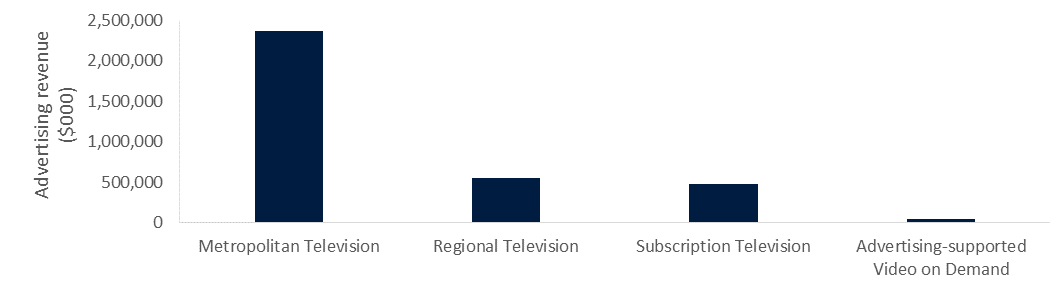 Advertising revenue
($000)
2,500,000
2,000,000
1,500,000
1,000,000
500,000
0
Metropolitan Television
Regional Television
Subscription Television
Advertising-supported
Video on Demand